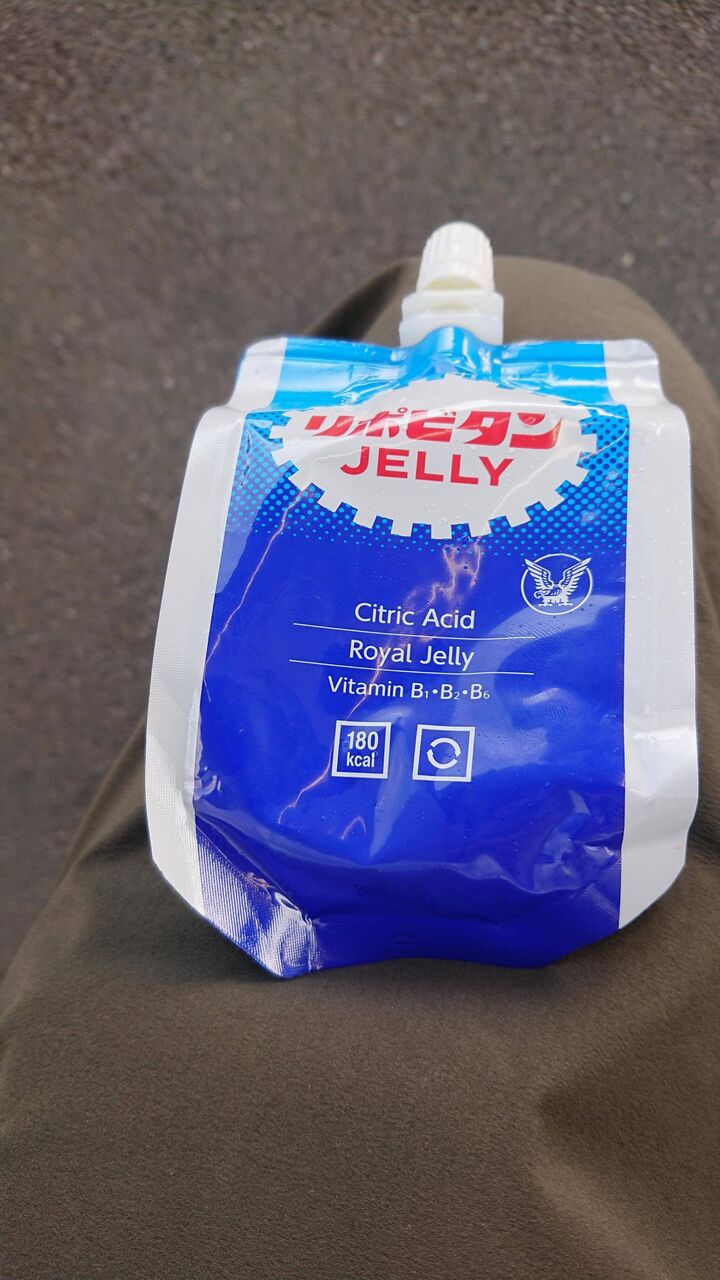 リポビタン
JELLY
Citric Acid
Royal Jelly
Vitamin B₁•B₂•B₆
180
kcal